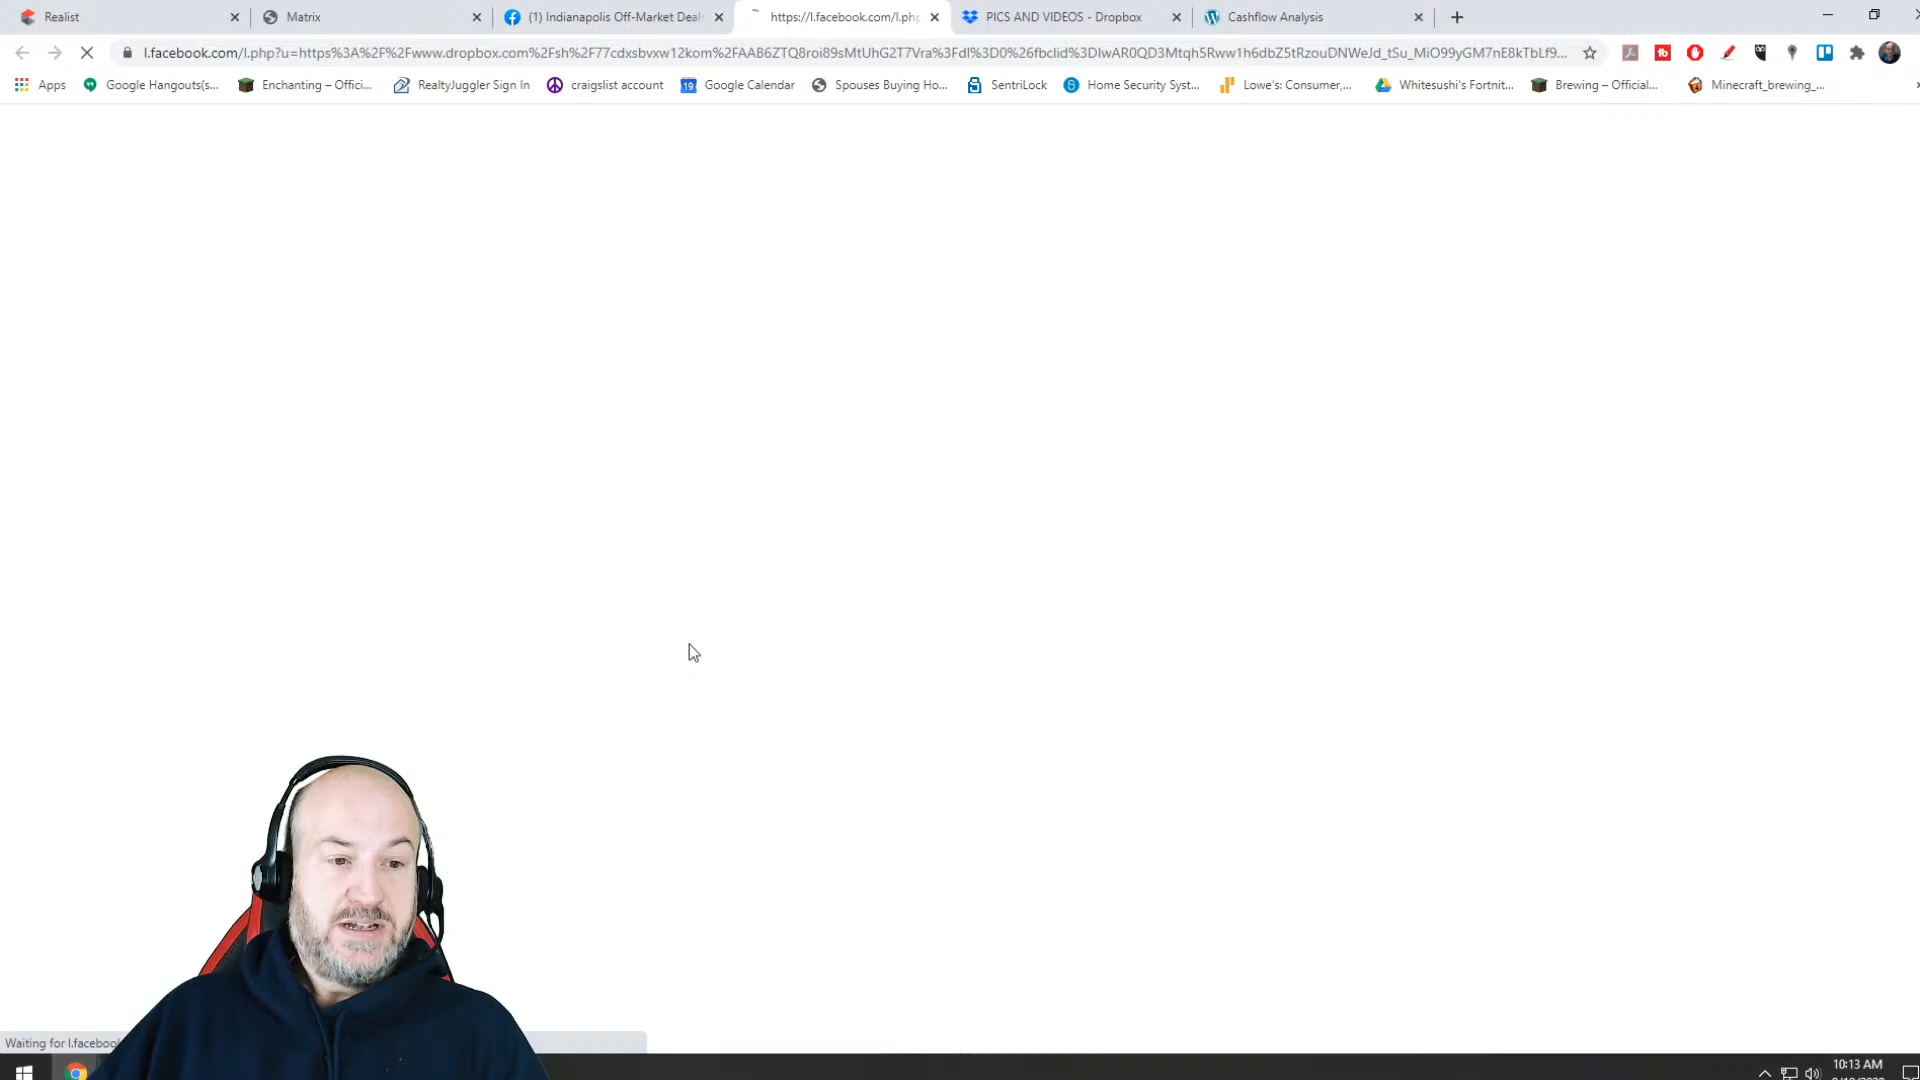 Realist
Matrix
(1) Indianapolis Off-Market Deal
https://l.facebook.com/l.php
PICS AND VIDEOS - Dropbox
Cashflow Analysis
l.facebook.com/l.php?u=https%3A%2F%2Fwww.dropbox.com%2Fsh%2F77cdxsbvxw12kom%2FAAB6ZTQ8roi89sMtUhG2T7Vra%3Fdl%3D0%26fbclid%3DIwAR0QD3Mtqh5Rww1h6dbZ5tRzouDNWeJd_tSu_MiO99yGM7nE8kTbLf9...
Apps
Google Hangouts(s...
Enchanting – Offici...
RealtyJuggler Sign In
craigslist account
19
Google Calendar
Spouses Buying Ho...
SentriLock
Home Security Syst...
Lowe's: Consumer,...
Whitesushi's Fortnit...
Brewing – Official...
Minecraft_brewing_...
Waiting for l.facebook
10:13 AM